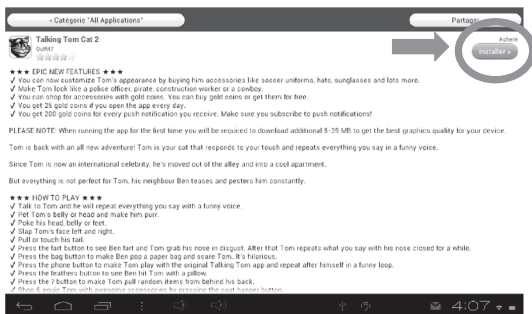 « Catégorie "All Applications"
Partager
Talking Tom Cat 2
Outfit7
Acheté
Installer »
★★★ EPIC NEW FEATURES ★★★
✓ You can now customize Tom's appearance by buying him accessories like soccer uniforms, hats, sunglasses and lots more.
✓ Make Tom look like a police officer, pirate, construction worker or a cowboy.
✓ You can shop for accessories with gold coins. You can buy gold coins or get them for free.
✓ You get 25 gold coins if you open the app every day.
✓ You get 200 gold coins for every push notification you receive. Make sure you subscribe to push notifications!
PLEASE NOTE: When running the app for the first time you will be required to download additional 5-39 MB to get the best graphics quality for your device.
Tom is back with an all new adventure! Tom is your cat that responds to your touch and repeats everything you say in a funny voice.
Since Tom is now an international celebrity, he's moved out of the alley and into a cool apartment.
But everything is not perfect for Tom, his neighbour Ben teases and pesters him constantly.
★★★ HOW TO PLAY ★★★
✓ Talk to Tom and he will repeat everything you say with a funny voice.
✓ Pet Tom's belly or head and make him purr.
✓ Poke his head, belly or feet.
✓ Slap Tom's face left and right.
✓ Pull or touch his tail.
✓ Press the fart button to see Ben fart and Tom grab his nose in disgust. After that Tom repeats what you say with his nose closed for a while.
✓ Press the bag button to make Ben pop a paper bag and scare Tom. It's hilarious.
✓ Press the phone button to make Tom play with the original Talking Tom app and repeat after himself in a funny loop.
✓ Press the feathers button to see Ben hit Tom with a pillow.
✓ Press the ? button to make Tom pull random items from behind his back.
✓ Shop & equip Tom with awesome accessories by pressing the coat hanger button.
4:07